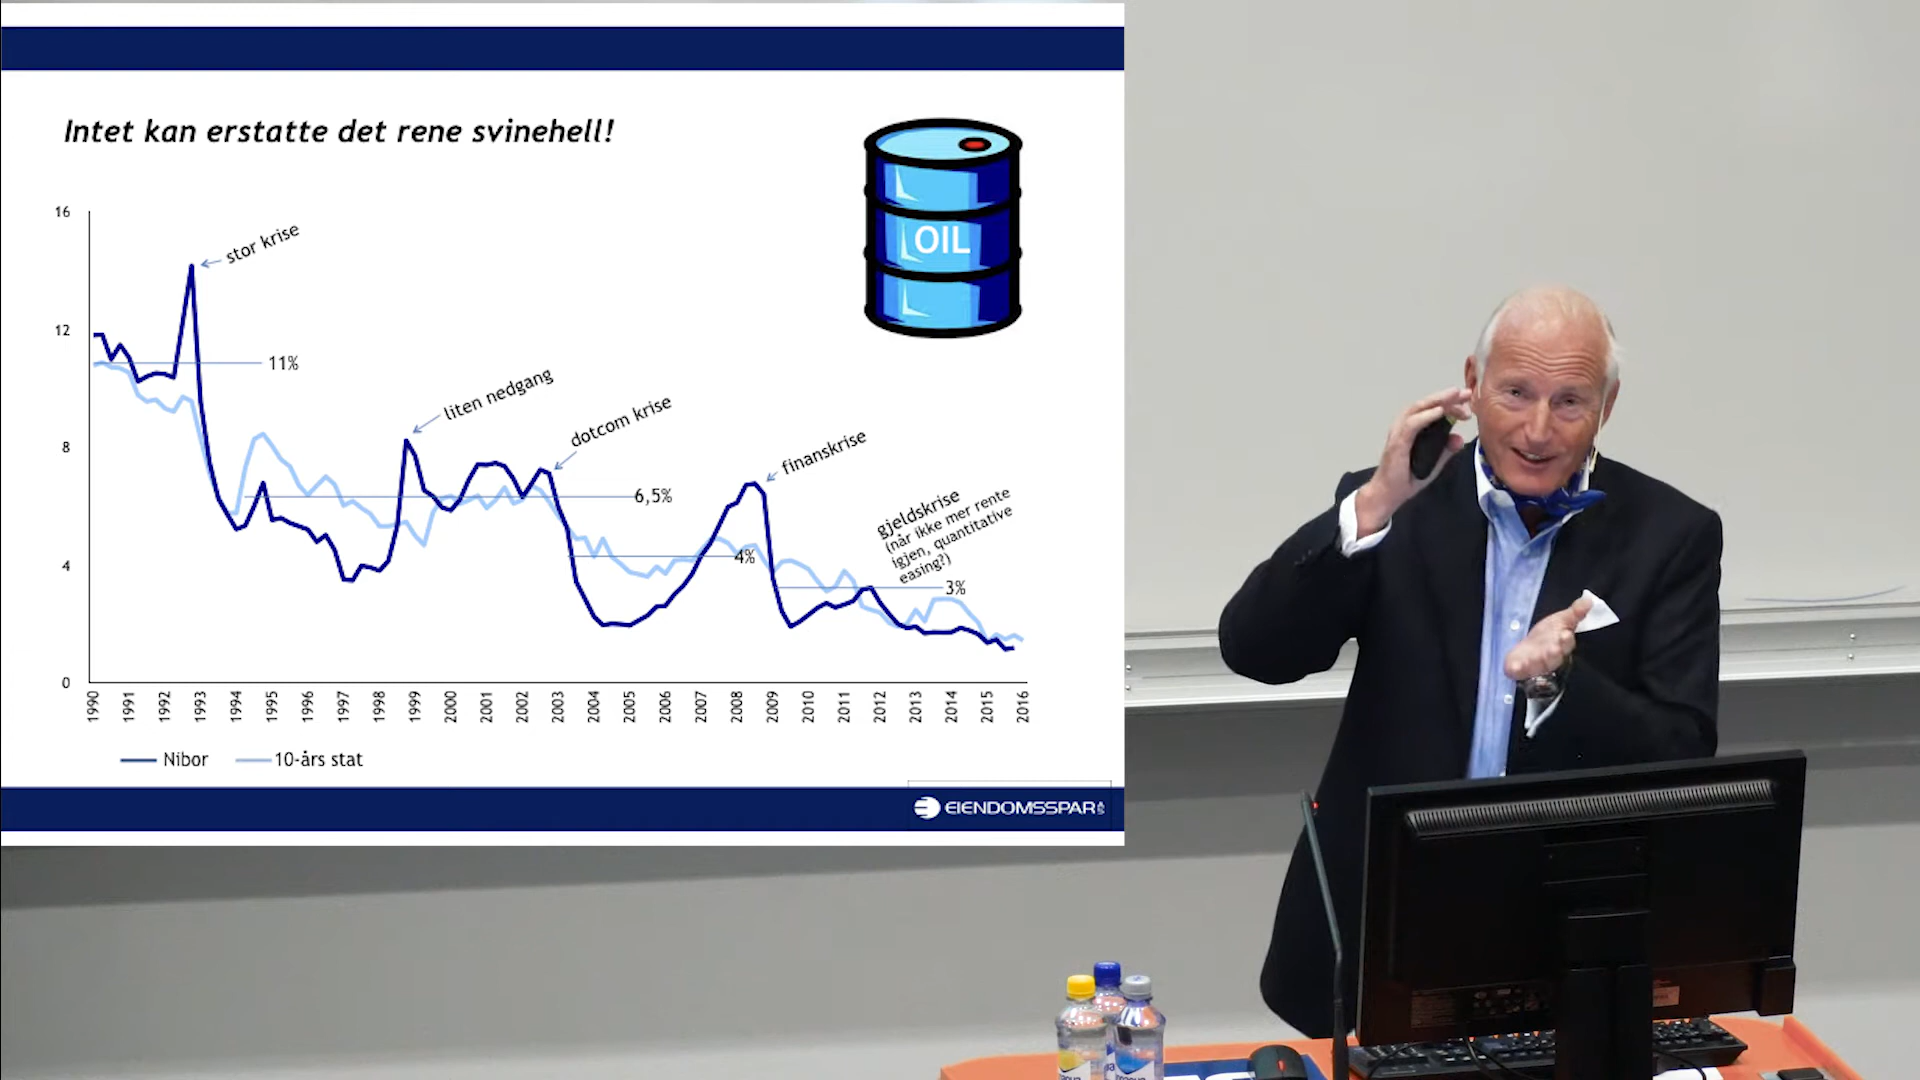 Intet kan erstatte det rene svinehell!
OIL
16
12
8
4
0
stor krise
11%
liten nedgang
dotcom krise
6,5%
finanskrise
4%
gjeldskrise
(når ikke mer rente
igjen, quantitative
easing?)
3%
1990 1991 1992 1993 1994 1995 1996 1997 1998 1999 2000 2001 2002 2003 2004 2005 2006 2007 2008 2009 2010 2011 2012 2013 2014 2015 2016
Nibor 10-års stat
EIENDOMSSPAR AS